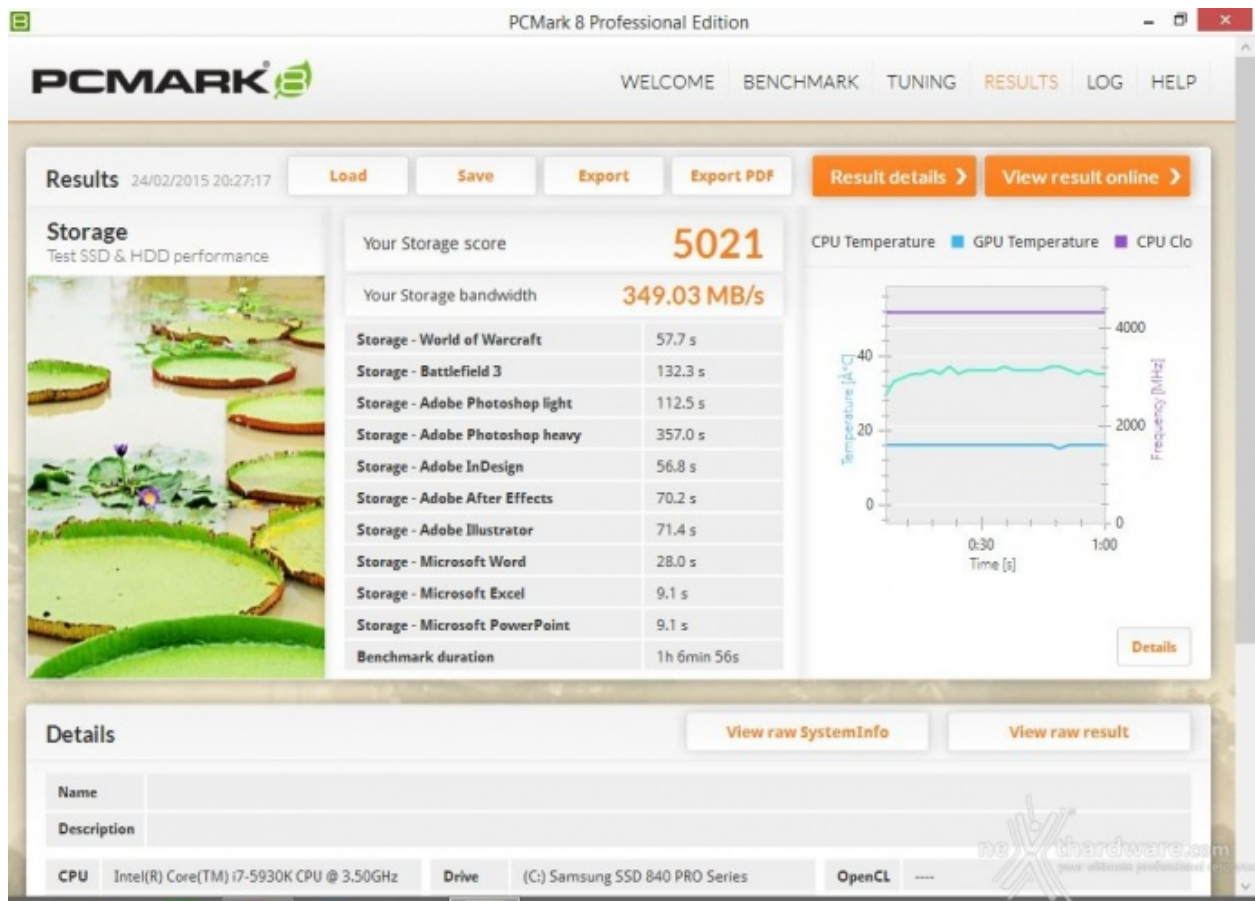 PCMark 8 Professional Edition
PCMARK 8
WELCOME BENCHMARK TUNING RESULTS LOG HELP
Results 24/02/2015 20:27:17 Load Save Export Export PDF Result details ❯ View result online ❯
Storage
Test SSD & HDD performance
Your Storage score 5021
Your Storage bandwidth 349.03 MB/s
Storage - World of Warcraft 57.7 s
Storage - Battlefield 3 132.3 s
Storage - Adobe Photoshop light 112.5 s
Storage - Adobe Photoshop heavy 357.0 s
Storage - Adobe InDesign 56.8 s
Storage - Adobe After Effects 70.2 s
Storage - Adobe Illustrator 71.4 s
Storage - Microsoft Word 28.0 s
Storage - Microsoft Excel 9.1 s
Storage - Microsoft PowerPoint 9.1 s
Benchmark duration 1h 6min 56s
CPU Temperature GPU Temperature CPU Clo
Temperature [Å°C]
40
20
0
4000
2000
0
Frequency [MHz]
0:30 1:00
Time [s]
Details
Details View raw SystemInfo View raw result
Name
Description
CPU Intel(R) Core(TM) i7-5930K CPU @ 3.50GHz Drive (C:) Samsung SSD 840 PRO Series OpenCL ----
nexthardware.com
your ultimate professional